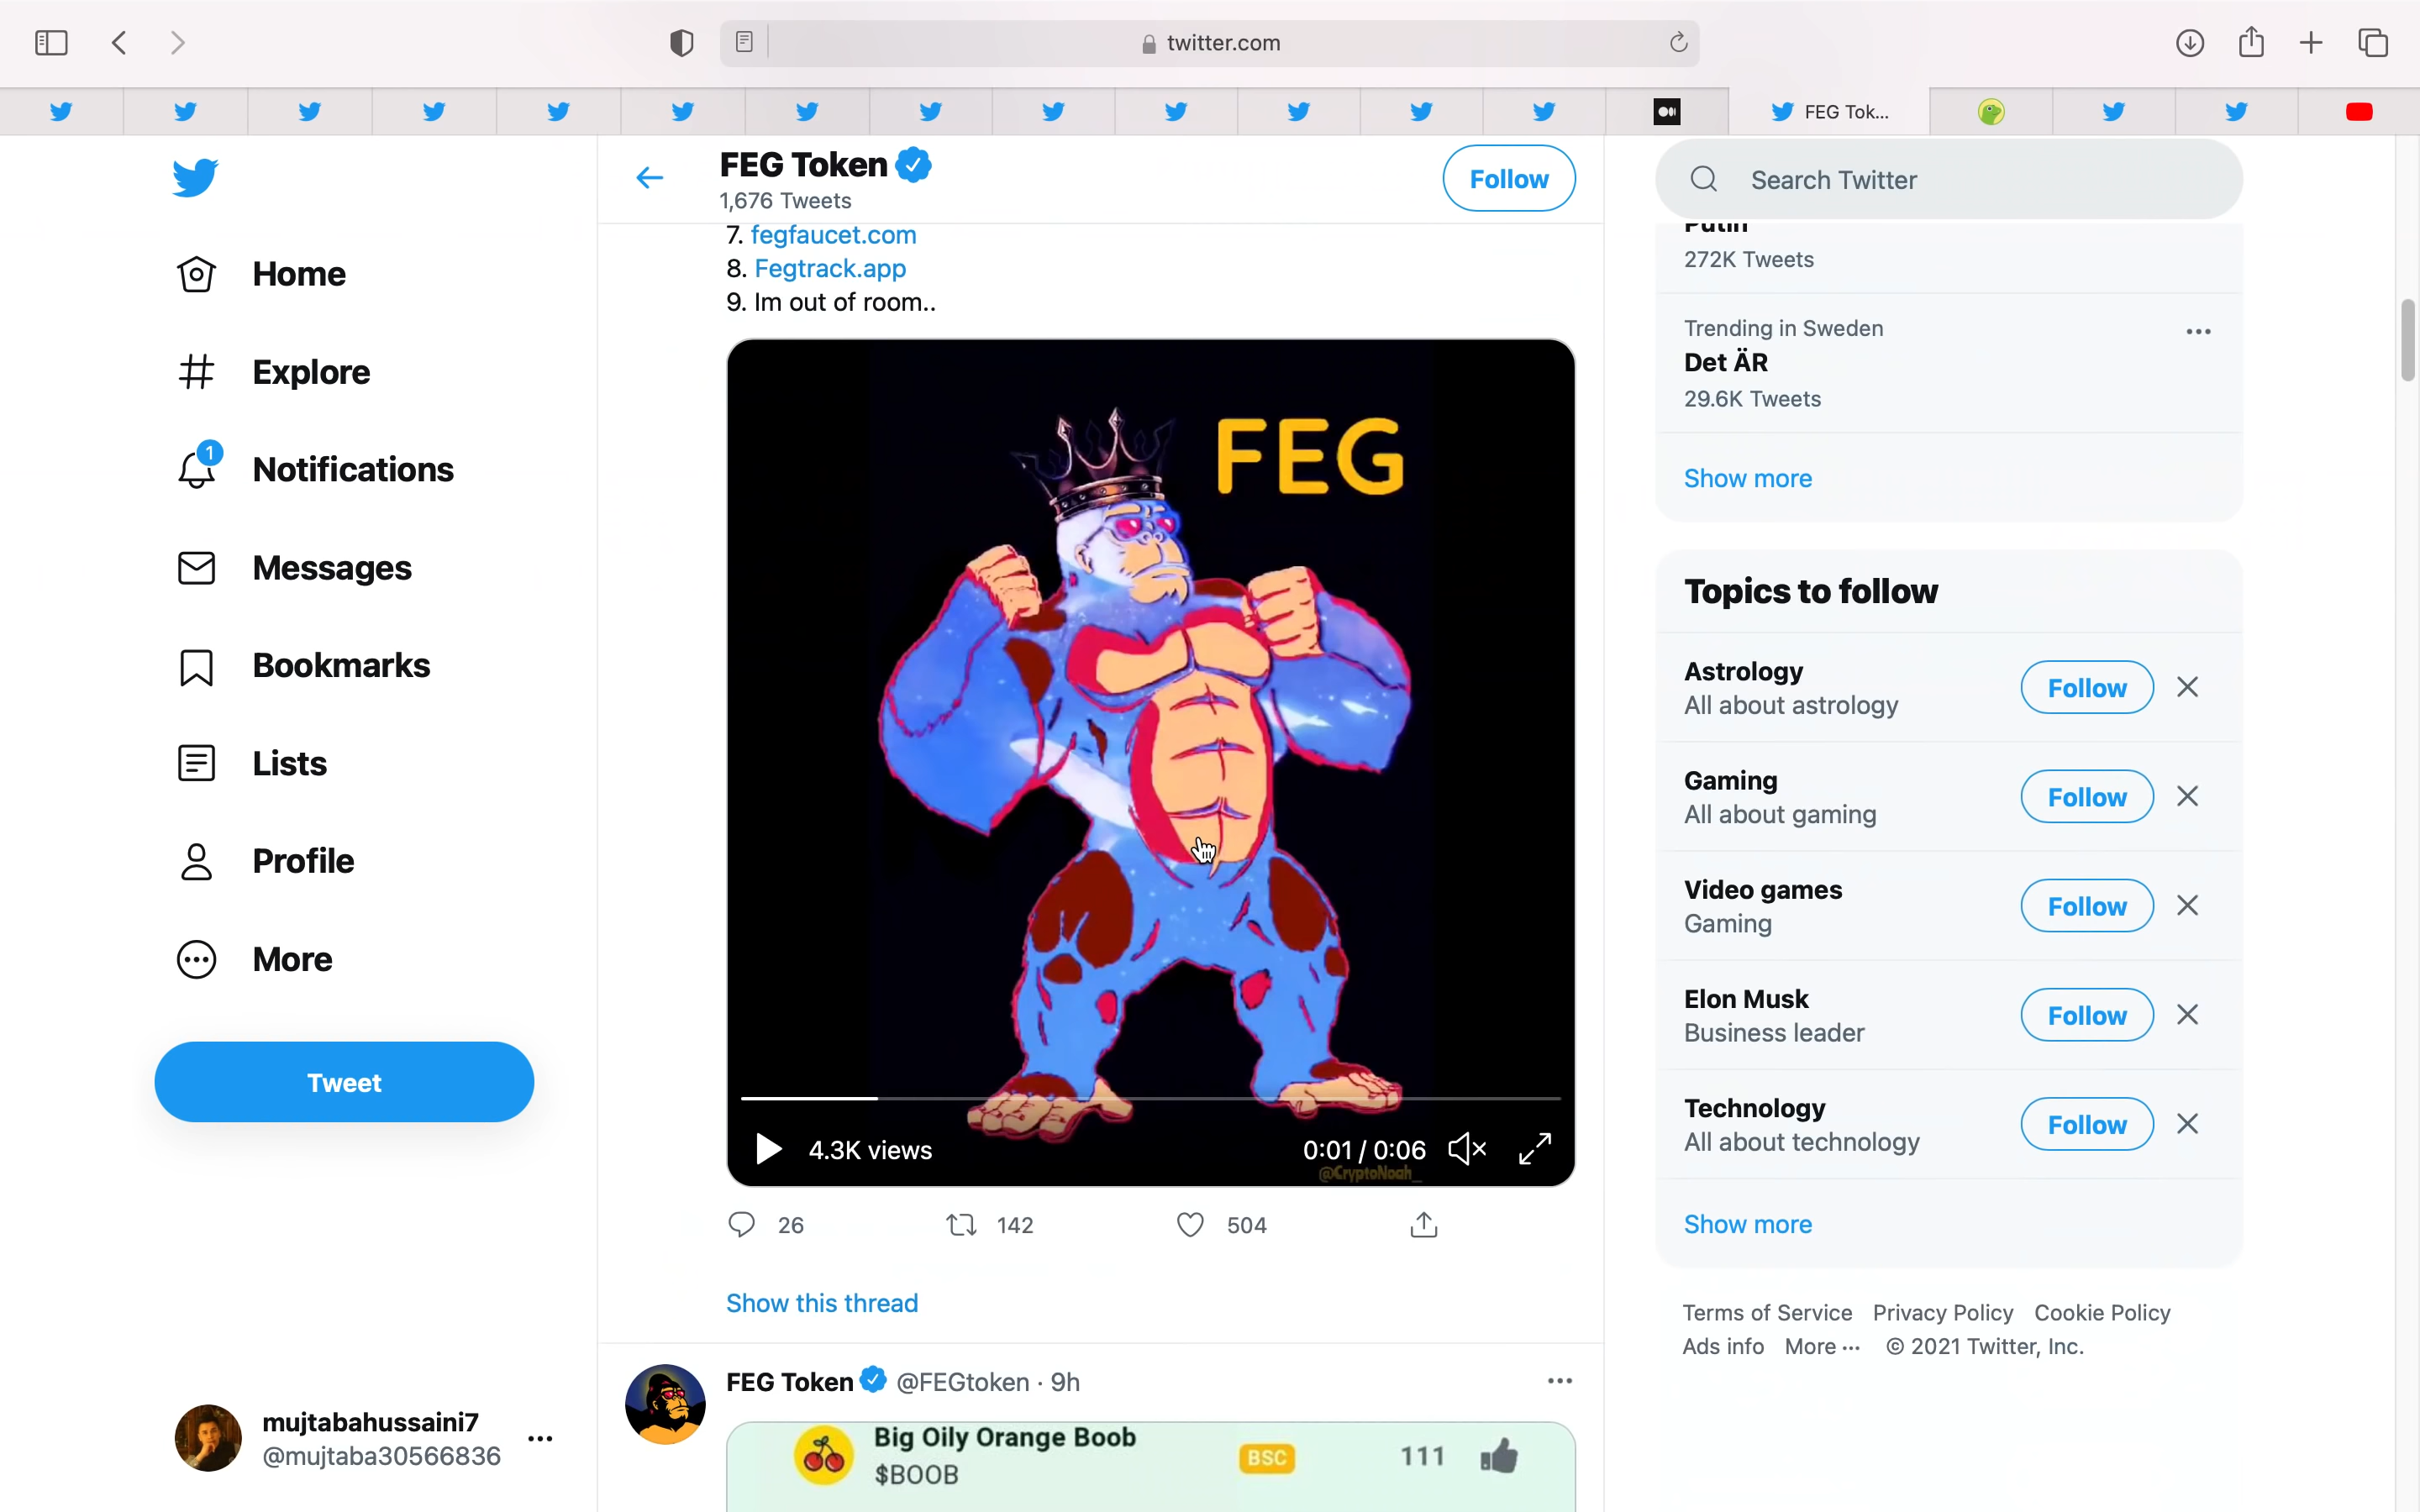 twitter.com
FEG Tok...
Home
Explore
1
Notifications
Messages
Bookmarks
Lists
Profile
More
Tweet
mujtabahussaini7
@mujtaba30566836
FEG Token
1,676 Tweets
Follow
7. fegfaucet.com
8. Fegtrack.app
9. Im out of room..
FEG
4.3K views
0:01 / 0:06
@CryptoNoah_
26
142
504
Show this thread
FEG Token @FEGtoken · 9h
Big Oily Orange Boob
$BOOB
BSC
111
Search Twitter
Putin
272K Tweets
Trending in Sweden
Det ÄR
29.6K Tweets
Show more
Topics to follow
Astrology
All about astrology
Follow
Gaming
All about gaming
Follow
Video games
Gaming
Follow
Elon Musk
Business leader
Follow
Technology
All about technology
Follow
Show more
Terms of Service Privacy Policy Cookie Policy
Ads info More ··· © 2021 Twitter, Inc.